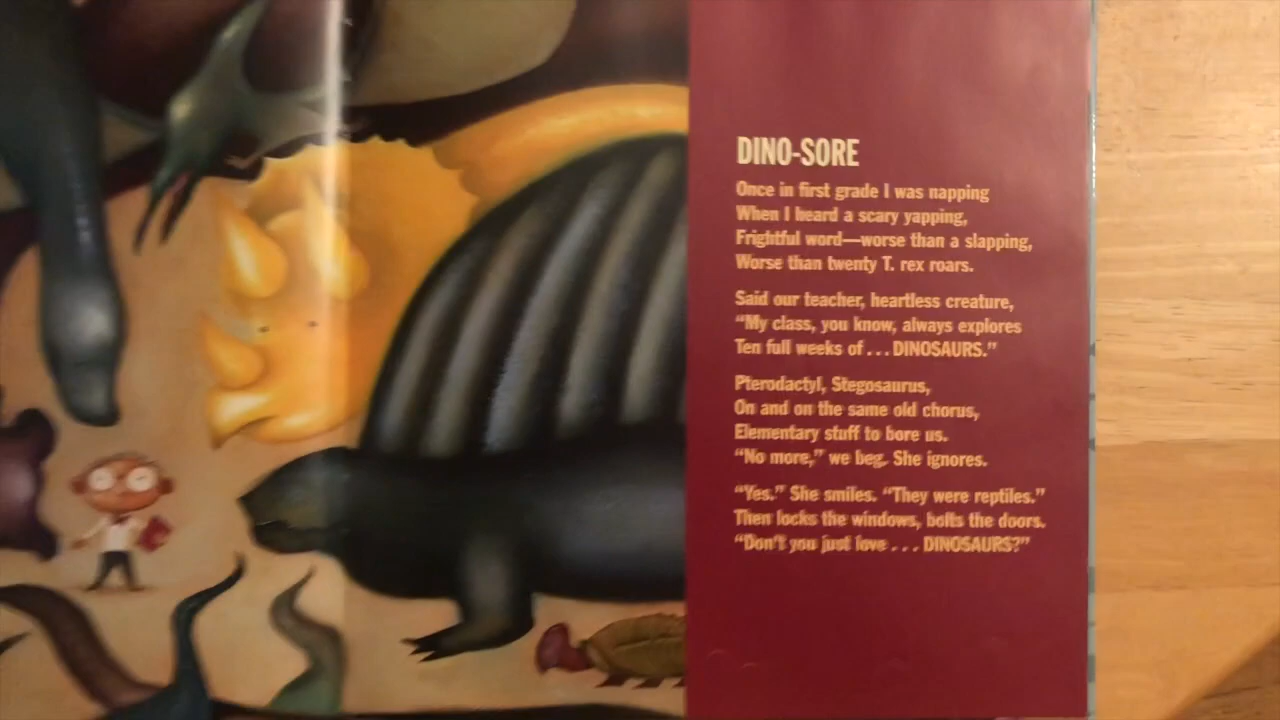 DINO-SORE
Once in first grade I was napping
When I heard a scary yapping,
Frightful word—worse than a slapping,
Worse than twenty T. rex roars.
Said our teacher, heartless creature,
“My class, you know, always explores
Ten full weeks of . . . DINOSAURS.”
Pterodactyl, Stegosaurus,
On and on the same old chorus,
Elementary stuff to bore us.
“No more,” we beg. She ignores.
“Yes.” She smiles. “They were reptiles.”
Then locks the windows, bolts the doors.
“Don’t you just love . . . DINOSAURS?”